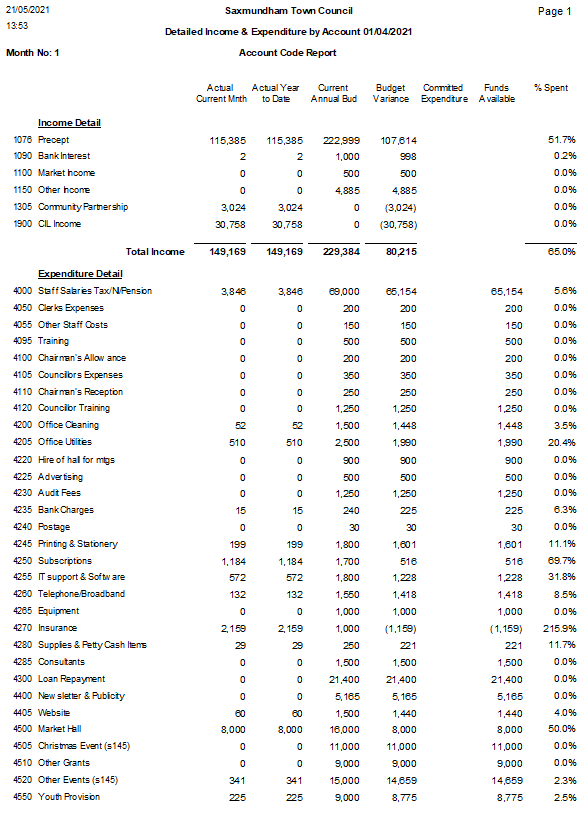 21/05/2021 Saxmundham Town Council Page 1
13:53 Detailed Income & Expenditure by Account 01/04/2021
Month No: 1 Account Code Report
Actual Actual Year Current Budget Committed Funds % Spent
Current Mnth to Date Annual Bud Variance Expenditure Available
Income Detail
1076 Precept 115,385 115,385 222,999 107,614 51.7%
1090 Bank Interest 2 2 1,000 998 0.2%
1100 Market Income 0 0 500 500 0.0%
1150 Other Income 0 0 4,885 4,885 0.0%
1305 Community Partnership 3,024 3,024 0 (3,024) 0.0%
1900 CIL Income 30,758 30,758 0 (30,758) 0.0%
Total Income 149,169 149,169 229,384 80,215 65.0%
Expenditure Detail
4000 Staff Salaries Tax/NI/Pension 3,846 3,846 69,000 65,154 65,154 5.6%
4050 Clerks Expenses 0 0 200 200 200 0.0%
4055 Other Staff Costs 0 0 150 150 150 0.0%
4095 Training 0 0 500 500 500 0.0%
4100 Chairman's Allowance 0 0 200 200 200 0.0%
4105 Councillors Expenses 0 0 350 350 350 0.0%
4110 Chairman's Reception 0 0 250 250 250 0.0%
4120 Councillor Training 0 0 1,250 1,250 1,250 0.0%
4200 Office Cleaning 52 52 1,500 1,448 1,448 3.5%
4205 Office Utilities 510 510 2,500 1,990 1,990 20.4%
4220 Hire of hall for mtgs 0 0 900 900 900 0.0%
4225 Advertising 0 0 500 500 500 0.0%
4230 Audit Fees 0 0 1,250 1,250 1,250 0.0%
4235 Bank Charges 15 15 240 225 225 6.3%
4240 Postage 0 0 30 30 30 0.0%
4245 Printing & Stationery 199 199 1,800 1,601 1,601 11.1%
4250 Subscriptions 1,184 1,184 1,700 516 516 69.7%
4255 IT support & Software 572 572 1,800 1,228 1,228 31.8%
4260 Telephone/Broadband 132 132 1,550 1,418 1,418 8.5%
4265 Equipment 0 0 1,000 1,000 1,000 0.0%
4270 Insurance 2,159 2,159 1,000 (1,159) (1,159) 215.9%
4280 Supplies & Petty Cash Items 29 29 250 221 221 11.7%
4285 Consultants 0 0 1,500 1,500 1,500 0.0%
4300 Loan Repayment 0 0 21,400 21,400 21,400 0.0%
4400 Newsletter & Publicity 0 0 5,165 5,165 5,165 0.0%
4405 Website 60 60 1,500 1,440 1,440 4.0%
4500 Market Hall 8,000 8,000 16,000 8,000 8,000 50.0%
4505 Christmas Event (s145) 0 0 11,000 11,000 11,000 0.0%
4510 Other Grants 0 0 9,000 9,000 9,000 0.0%
4520 Other Events (s145) 341 341 15,000 14,659 14,659 2.3%
4550 Youth Provision 225 225 9,000 8,775 8,775 2.5%